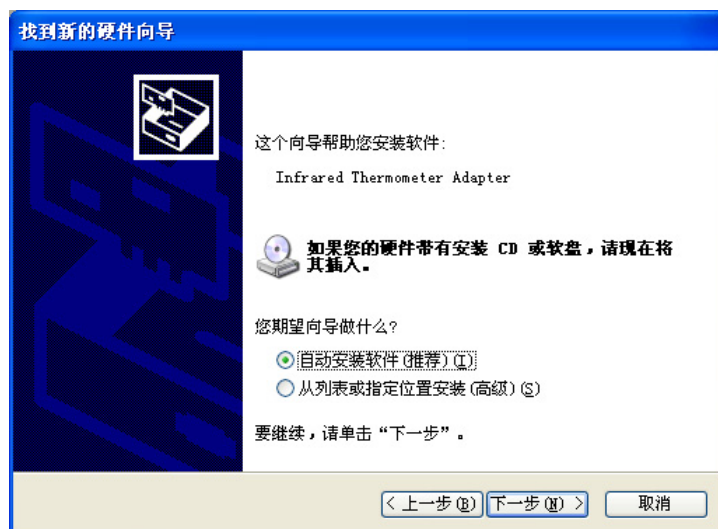 找到新的硬件向导
这个向导帮助您安装软件:
Infrared Thermometer Adapter
如果您的硬件带有安装 CD 或软盘，请现在将
其插入。
您期望向导做什么?
自动安装软件(推荐)(I)
从列表或指定位置安装(高级)(S)
要继续，请单击“下一步”。
< 上一步(B) 下一步(N) > 取消